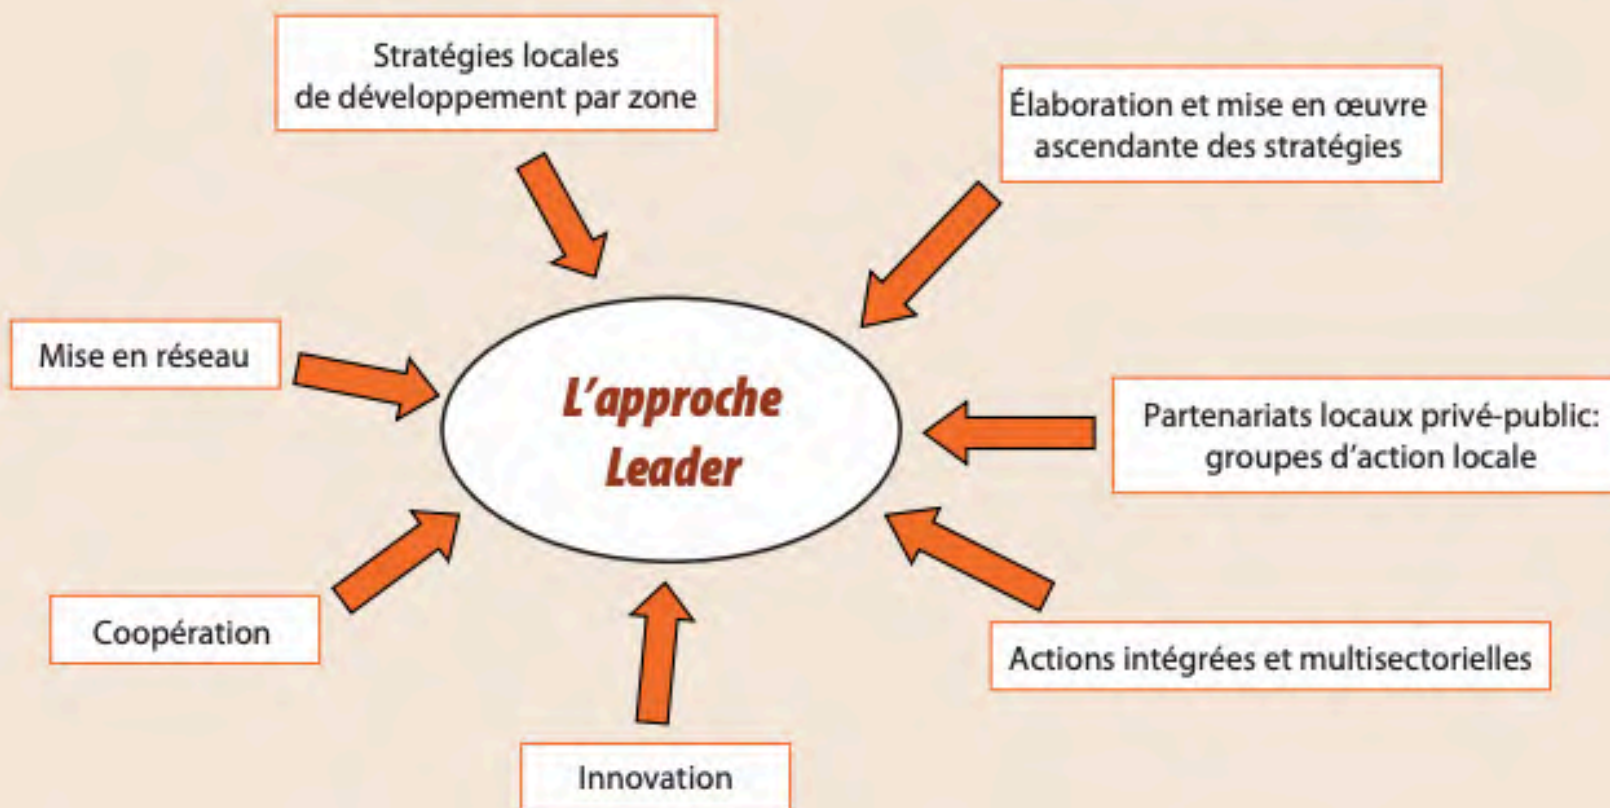 Stratégies locales
de développement par zone
Élaboration et mise en œuvre
ascendante des stratégies
Mise en réseau
L'approche
Leader
Partenariats locaux privé-public:
groupes d'action locale
Coopération
Actions intégrées et multisectorielles
Innovation